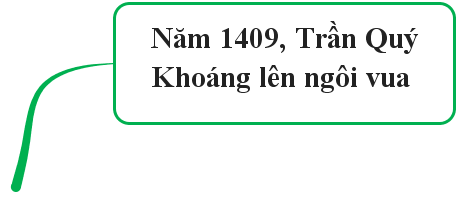 Năm 1409, Trần Quý
Khoáng lên ngôi vua